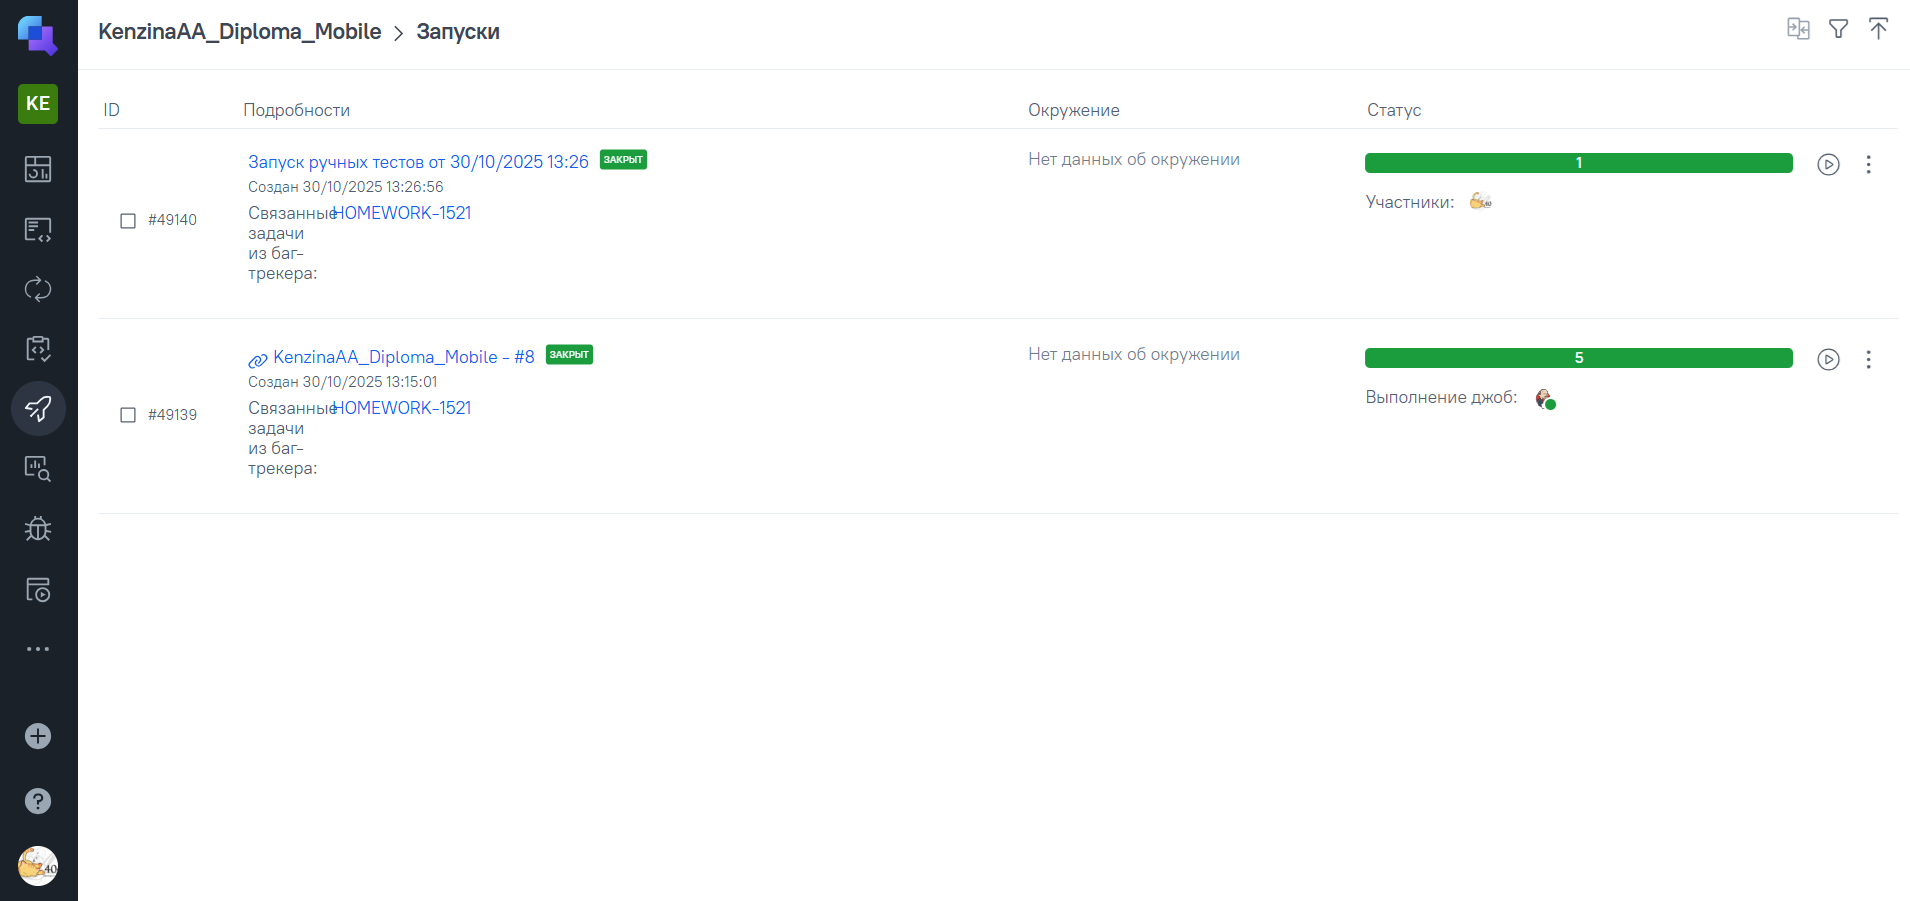 KenzinaAA_Diploma_Mobile > Запуски
KE
ID Подробности Окружение Статус
Запуск ручных тестов от 30/10/2025 13:26 ЗАКРЫТ
Нет данных об окружении
1
Создан 30/10/2025 13:26:56
Участники:
#49140
Связанные HOMEWORK-1521
задачи
из баг-
трекера:
KenzinaAA_Diploma_Mobile - #8 ЗАКРЫТ
Нет данных об окружении
5
Создан 30/10/2025 13:15:01
Выполнение джоб:
#49139
Связанные HOMEWORK-1521
задачи
из баг-
трекера:
40